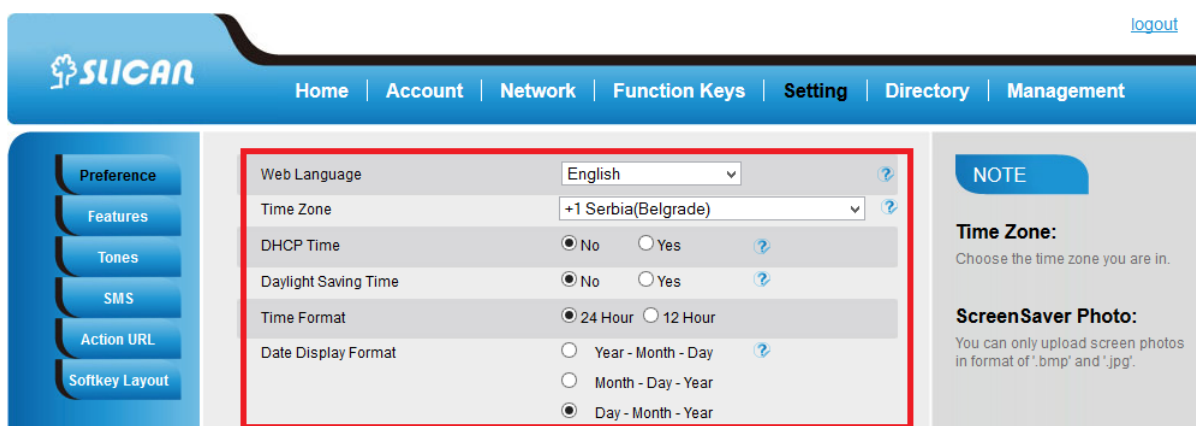 logout
SLICAN
Home Account Network Function Keys Setting Directory Management
Preference
Features
Tones
SMS
Action URL
Softkey Layout
Web Language English
Time Zone +1 Serbia(Belgrade)
DHCP Time No Yes
Daylight Saving Time No Yes
Time Format 24 Hour 12 Hour
Date Display Format Year - Month - Day
Month - Day - Year
Day - Month - Year
NOTE
Time Zone:
Choose the time zone you are in.
ScreenSaver Photo:
You can only upload screen photos
in format of '.bmp' and '.jpg'.